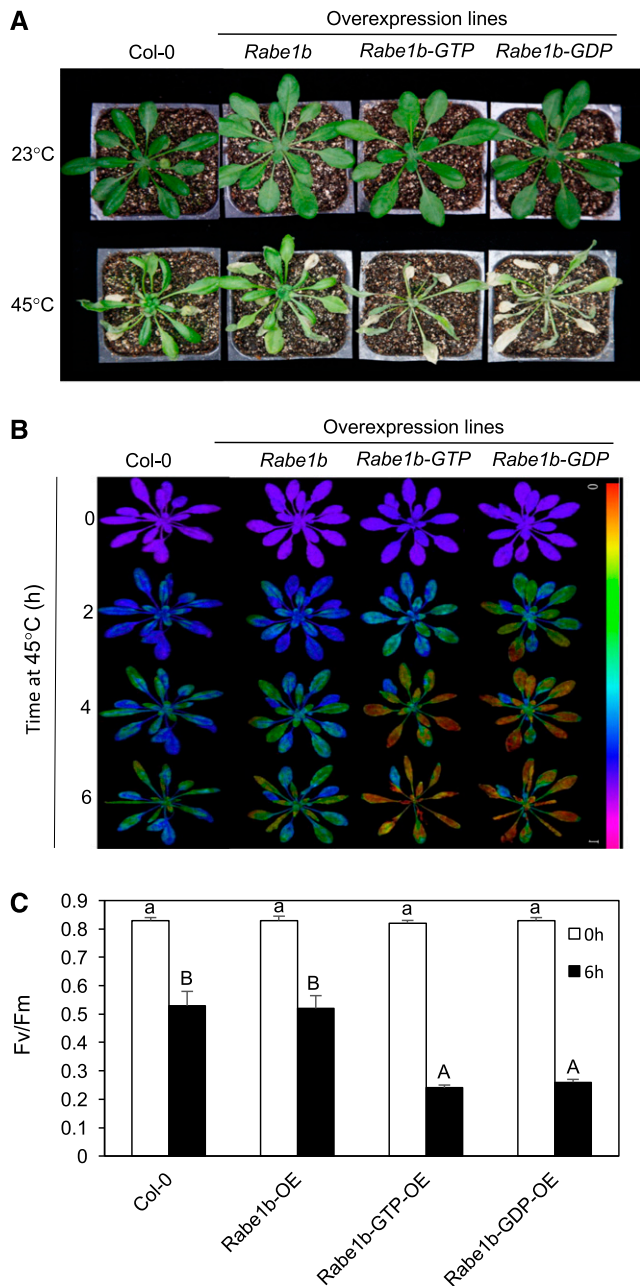 A
Overexpression lines
Col-0 Rabe1b Rabe1b-GTP Rabe1b-GDP
23°C
45°C
B
Overexpression lines
Col-0 Rabe1b Rabe1b-GTP Rabe1b-GDP
Time at 45°C (h)
0
2
4
6
C
Fv/Fm
0.9
0.8
0.7
0.6
0.5
0.4
0.3
0.2
0.1
0
a a a a
B B A A
0h
6h
Col-0
Rabe1b-OE
Rabe1b-GTP-OE
Rabe1b-GDP-OE